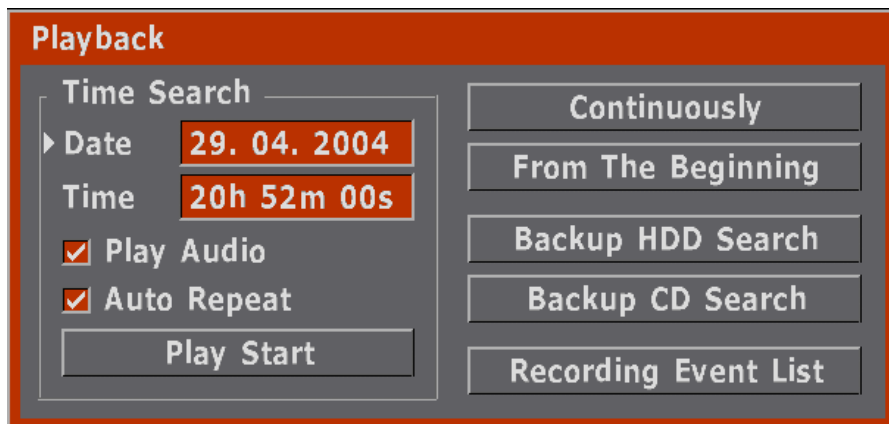 Playback
Time Search
Date 29. 04. 2004
Time 20h 52m 00s
Play Audio
Auto Repeat
Play Start
Continuously
From The Beginning
Backup HDD Search
Backup CD Search
Recording Event List